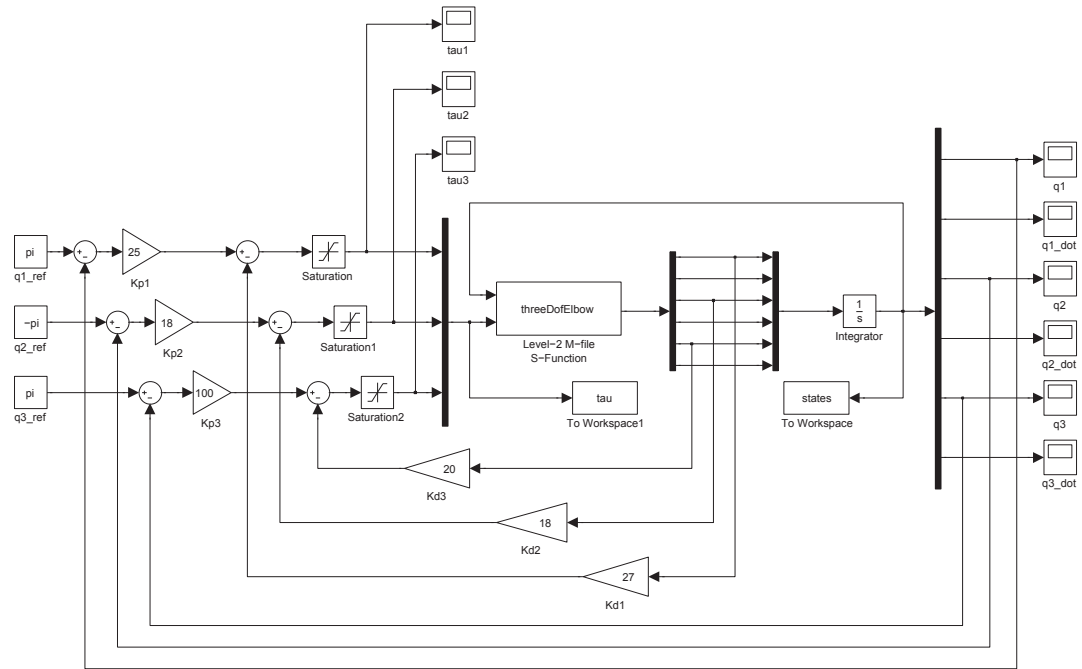 tau1
tau2
tau3
q1
q1_dot
pi
q1_ref
+
−
25
Kp1
+
−
Saturation
q2
−pi
q2_ref
+
−
18
Kp2
+
−
Saturation1
threeDofElbow
Level−2 M−file
S−Function
1
s
Integrator
q2_dot
pi
q3_ref
+
−
100
Kp3
+
−
Saturation2
tau
To Workspace1
states
To Workspace
q3
q3_dot
20
Kd3
18
Kd2
27
Kd1